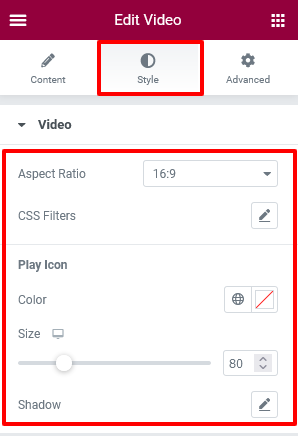 Edit Video
Content Style Advanced
Video
Aspect Ratio 16:9
CSS Filters
Play Icon
Color
Size 
80
Shadow